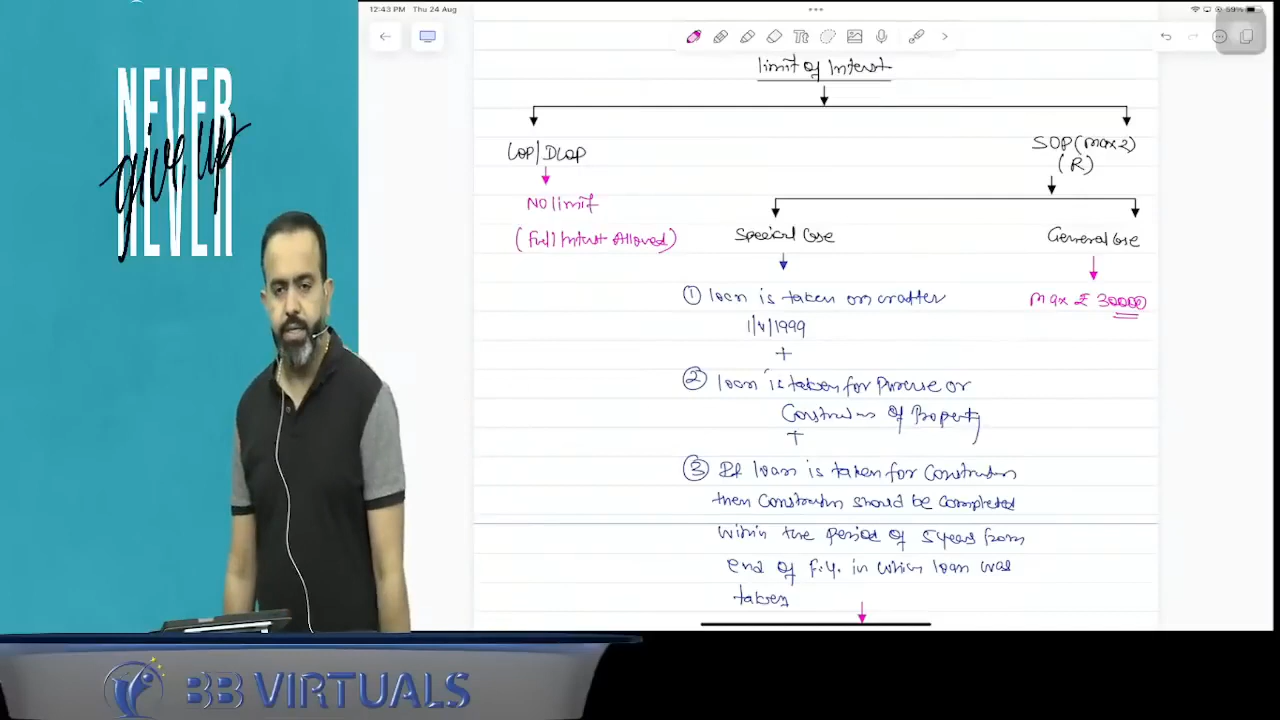 12:43 PM Thu 24 Aug
59%
NEVER
give up
NEVER
limit of Interest
LOP/DLOP
SOP (max 2)
(R)
NO limit
(Full Interest Allowed)
Special Case
General Case
① loan is taken on or after
1/4/1999
Max ₹ 30000
+
② loan is taken for Purcuse or
Construction of Property
+
③ If loan is taken for Construction
then Construction should be Completed
within the period of 5 years from
end of F.Y. in which loan was
taken
BB VIRTUALS